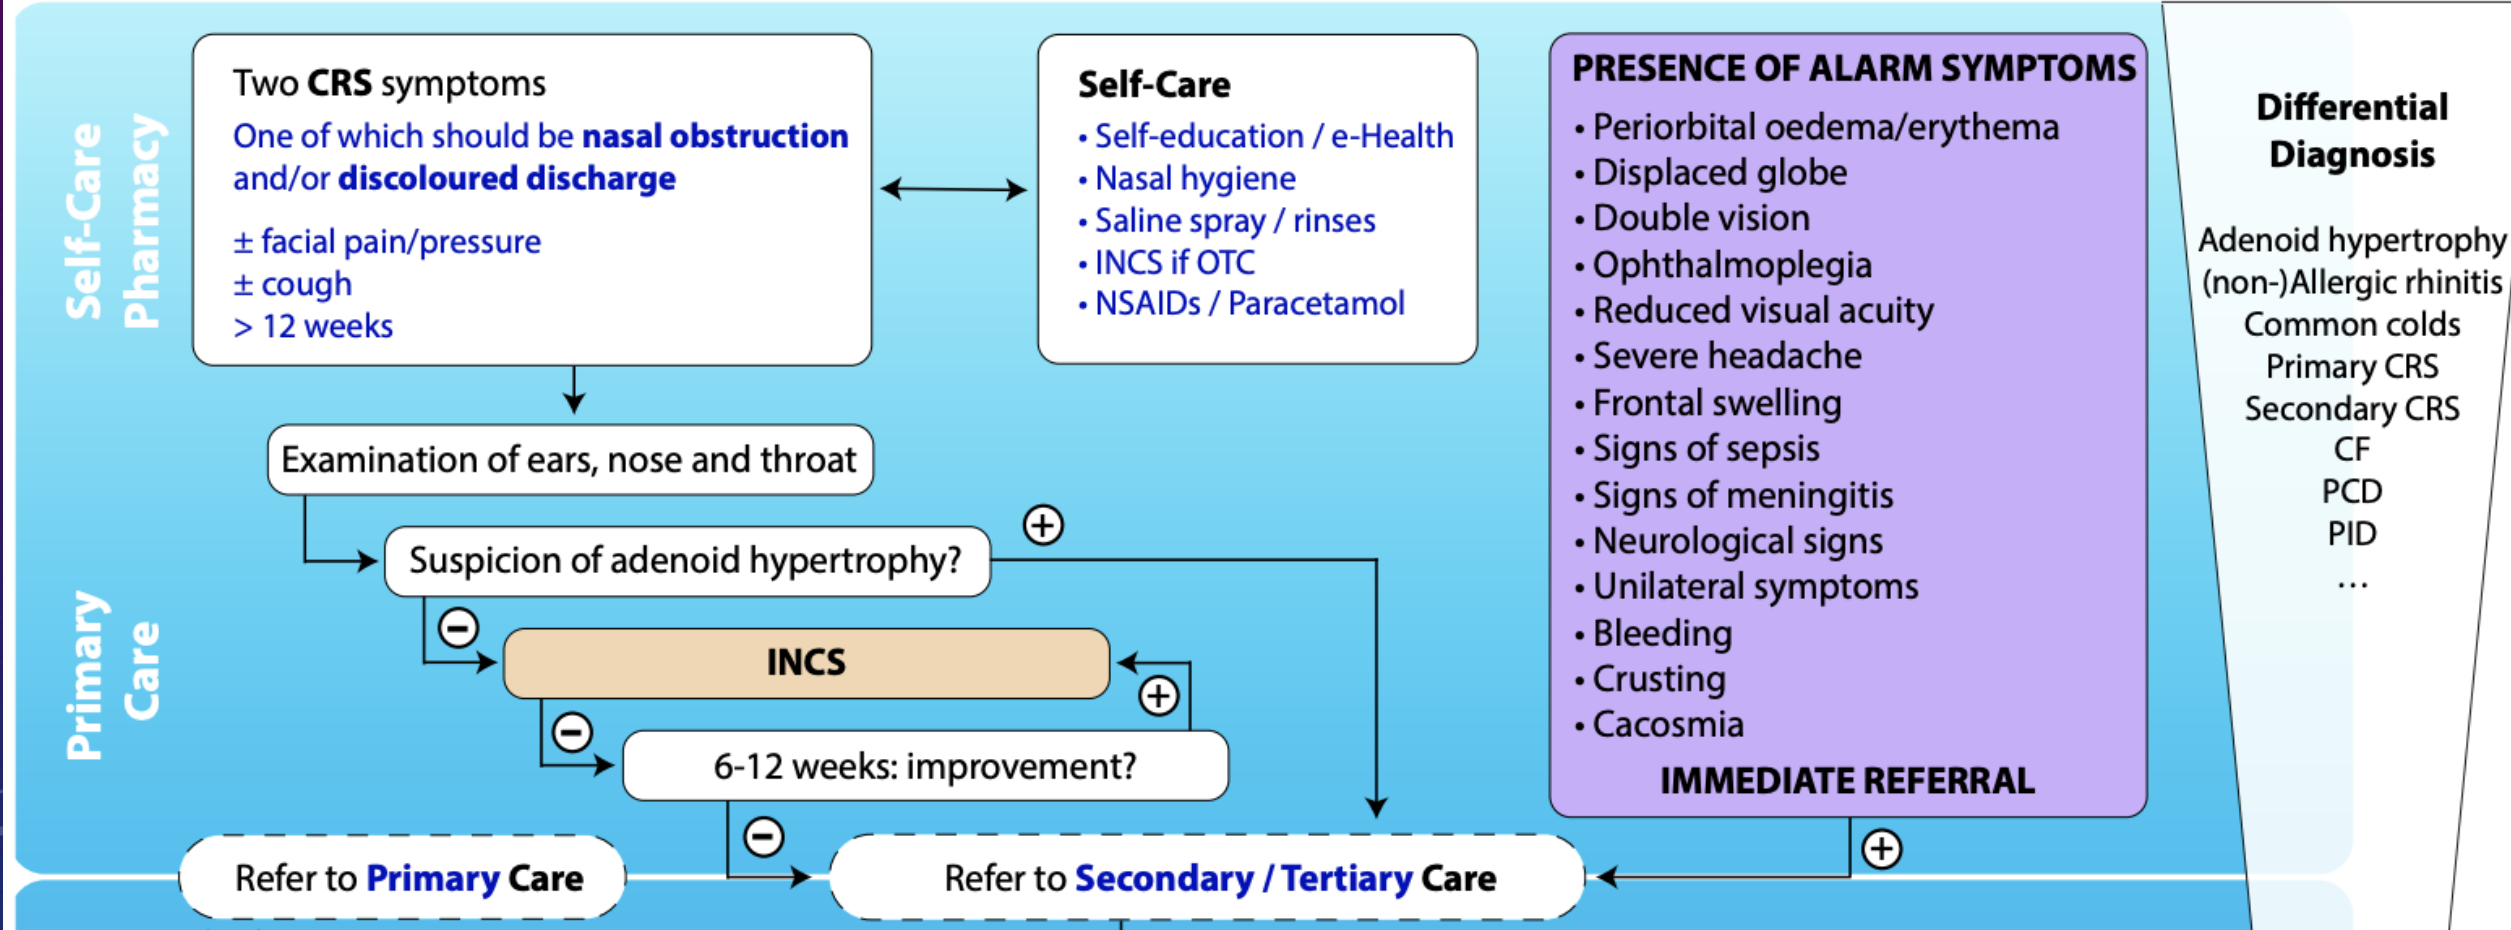 Self-Care
Pharmacy
Two CRS symptoms
One of which should be nasal obstruction
and/or discoloured discharge
± facial pain/pressure
± cough
> 12 weeks
Self-Care
• Self-education / e-Health
• Nasal hygiene
• Saline spray / rinses
• INCS if OTC
• NSAIDs / Paracetamol
PRESENCE OF ALARM SYMPTOMS
• Periorbital oedema/erythema
• Displaced globe
• Double vision
• Ophthalmoplegia
• Reduced visual acuity
• Severe headache
• Frontal swelling
• Signs of sepsis
• Signs of meningitis
• Neurological signs
• Unilateral symptoms
• Bleeding
• Crusting
• Cacosmia
IMMEDIATE REFERRAL
+
Differential
Diagnosis
Adenoid hypertrophy
(non-)Allergic rhinitis
Common colds
Primary CRS
Secondary CRS
CF
PCD
PID
...
Primary
Care
Examination of ears, nose and throat
Suspicion of adenoid hypertrophy?
+
−
INCS
+
−
6-12 weeks: improvement?
−
Refer to Primary Care
Refer to Secondary / Tertiary Care